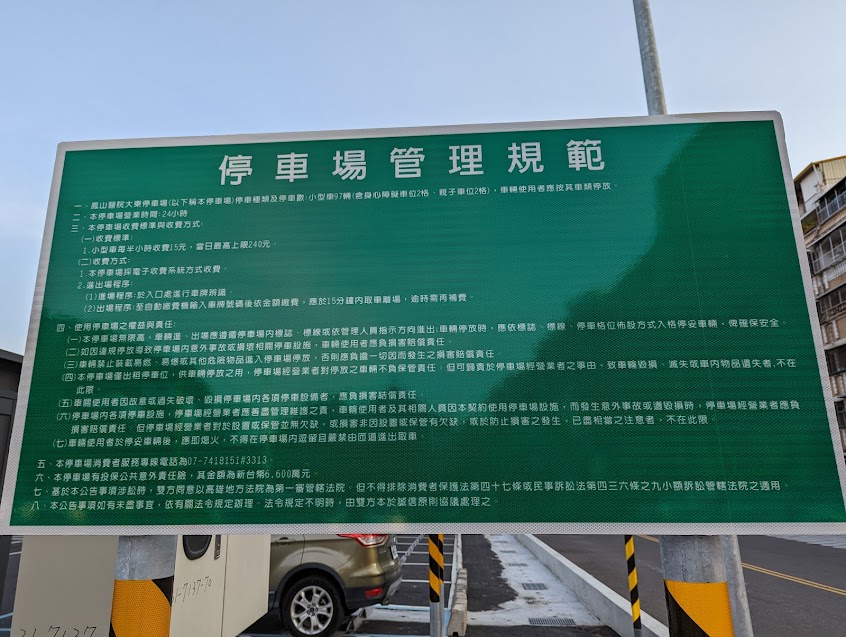 停車場管理規範
一、鳳山醫院大東停車場(以下稱本停車場)停車種類及停車數:小型車97輛(含身心障礙車位2格、親子車位2格)，車輛使用者應按其車類停放。
二、本停車場營業時間:24小時
三、本停車場收費標準與收費方式:
(一)收費標準:
1.小型車每半小時收費15元，當日最高上限240元。
(二)收費方式:
1.本停車場採電子收費系統方式收費。
2.進出場程序:
(1)進場程序:於入口處進行車牌辨識。
(2)出場程序:至自動繳費機輸入車牌號碼後依金額繳費，應於15分鐘內取車離場，逾時需再補費。
四、使用停車場之權益與責任:
(一)本停車場無限高，車輛進、出場應遵循停車場內標誌、標線或依管理人員指示方向進出:車輛停放時，應依標誌、標線、停車格位佈設方式入格停妥車輛，俾確保安全。
(二)如因違規停放導致停車場內意外事故或損壞相關停車設施，車輛使用者應負損害賠償責任。
(三)車輛禁止裝載易燃、易爆或其他危險物品進入停車場停放，否則應負擔一切因而發生之損害賠償責任。
(四)本停車場僅出租停車位，供車輛停放之用，停車場經營業者對停放之車輛不負保管責任。但可歸責於停車場經營業者之事由，致車輛毀損、滅失或車內物品遺失者,不在
此限。
(五)車輛使用者因故意或過失破壞、毀損停車場內各項停車設備者，應負損害賠償責任。
(六)停車場內各項停車設施，停車場經營業者應善盡管理維護之責，車輛使用者及其相關人員因本契約使用停車場設施，而發生意外事故或遭毀損時，停車場經營業者應負
損害賠償責任。但停車場經營業者對於設置或保管並無欠缺，或損害非因設置或保管有欠缺，或於防止損害之發生，已盡相當之注意者，不在此限。
(七)車輛使用者於停妥車輛後，應即熄火，不得在停車場內逗留且嚴禁由匝道進出取車。
五、本停車場消費者服務專線電話為07-7418151#3313。
六、本停車場有投保公共意外責任險，其金額為新台幣6,600萬元。
七、基於本公告事項涉訟時，雙方同意以高雄地方法院為第一審管轄法院。但不得排除消費者保護法第四十七條或民事訴訟法第四三六條之九小額訴訟管轄法院之適用。
八、本公告事項如有未盡事宜，依有關法令規定辦理。法令規定不明時，由雙方本於誠信原則協議處理之。